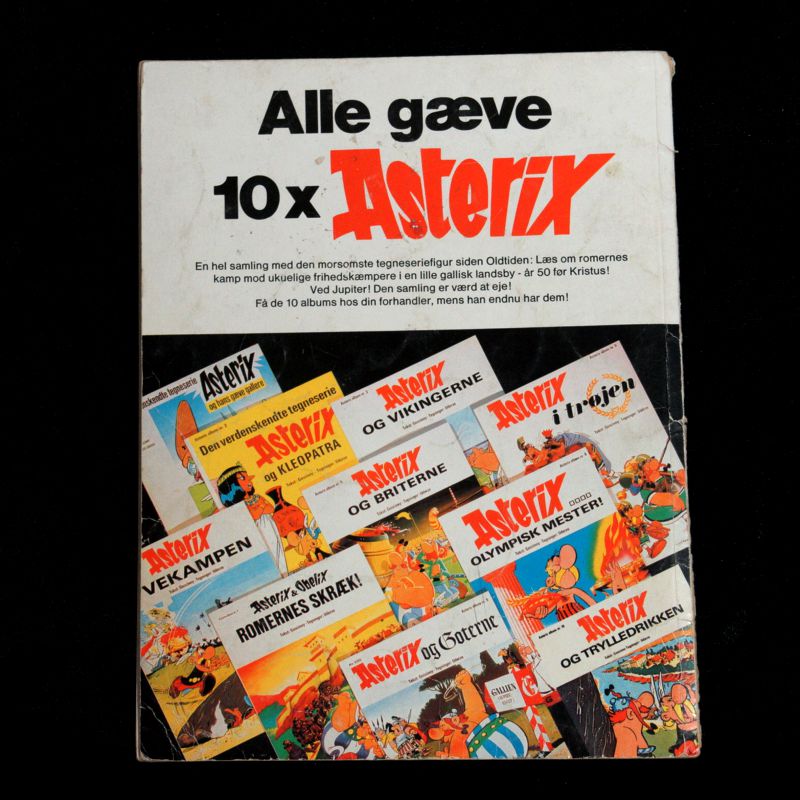 Alle gæve
10 x Asterix
En hel samling med den morsomste tegneseriefigur siden Oldtiden: Læs om romernes
kamp mod ukuelige frihedskæmpere i en lille gallisk landsby - år 50 før Kristus!
Ved Jupiter! Den samling er værd at eje!
Få de 10 albums hos din forhandler, mens han endnu har dem!
Asterix
og hans gæve gallere
Den verdenskendte tegneserie
Asterix
og KLEOPATRA
Asterix
OG VIKINGERNE
Asterix
i trøjen
Asterix
OG BRITERNE
Asterix
OLYMPISK MESTER!
Asterix
VEKAMPEN
Asterix & Obelix
ROMERNES SKRÆK!
Asterix og Goterne
GALLIEN
Asterix
OG TRYLLEDRIKKEN